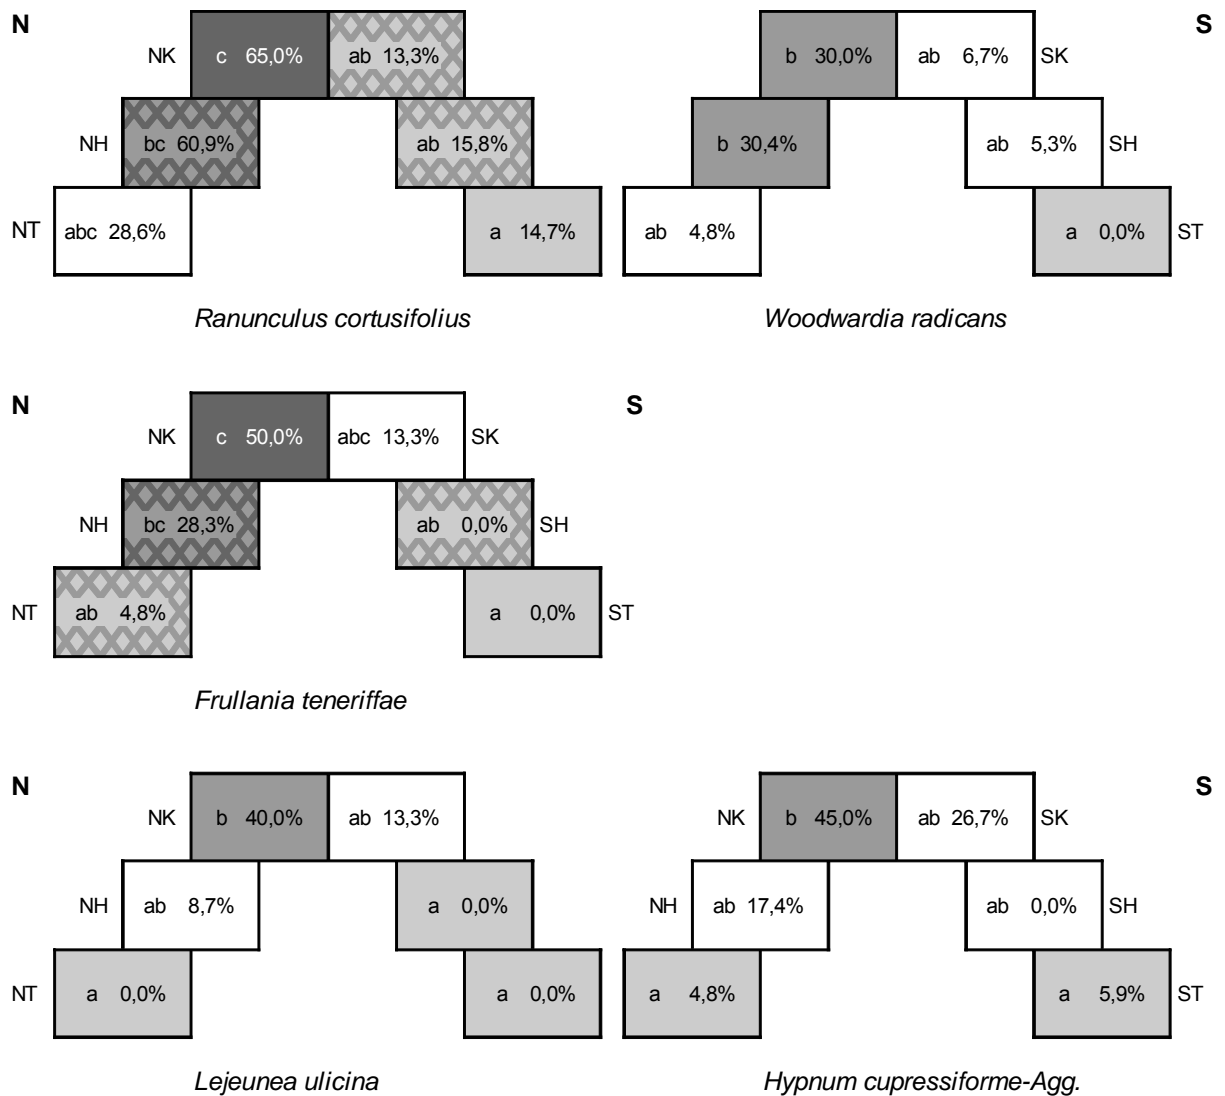 N S
NK c 65,0% ab 13,3% b 30,0% ab 6,7% SK
NH bc 60,9% ab 15,8% b 30,4% ab 5,3% SH
NT abc 28,6% a 14,7% ab 4,8% a 0,0% ST
Ranunculus cortusifolius Woodwardia radicans
N S
NK c 50,0% abc 13,3% SK
NH bc 28,3% ab 0,0% SH
NT ab 4,8% a 0,0% ST
Frullania teneriffae
N S
NK b 40,0% ab 13,3% NK b 45,0% ab 26,7% SK
NH ab 8,7% a 0,0% NH ab 17,4% ab 0,0% SH
NT a 0,0% a 0,0% a 4,8% a 5,9% ST
Lejeunea ulicina Hypnum cupressiforme-Agg.